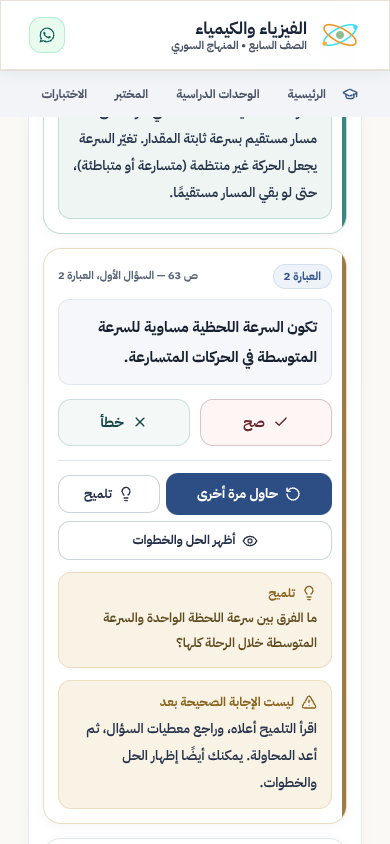 الفيزياء والكيمياء
الصف السابع • المنهاج السوري
الرئيسية
الوحدات الدراسية
المختبر
الاختبارات
مسار مستقيم بسرعة ثابتة المقدار. تغيّر السرعة
يجعل الحركة غير منتظمة (متسارعة أو متباطئة)،
حتى لو بقي المسار مستقيمًا.
العبارة 2
ص 63 — السؤال الأول، العبارة 2
تكون السرعة اللحظية مساوية للسرعة
المتوسطة في الحركات المتسارعة.
صح
خطأ
حاول مرة أخرى
تلميح
أظهر الحل والخطوات
تلميح
ما الفرق بين سرعة اللحظة الواحدة والسرعة
المتوسطة خلال الرحلة كلها؟
ليست الإجابة الصحيحة بعد
اقرأ التلميح أعلاه، وراجع معطيات السؤال، ثم
أعد المحاولة. يمكنك أيضًا إظهار الحل
والخطوات.